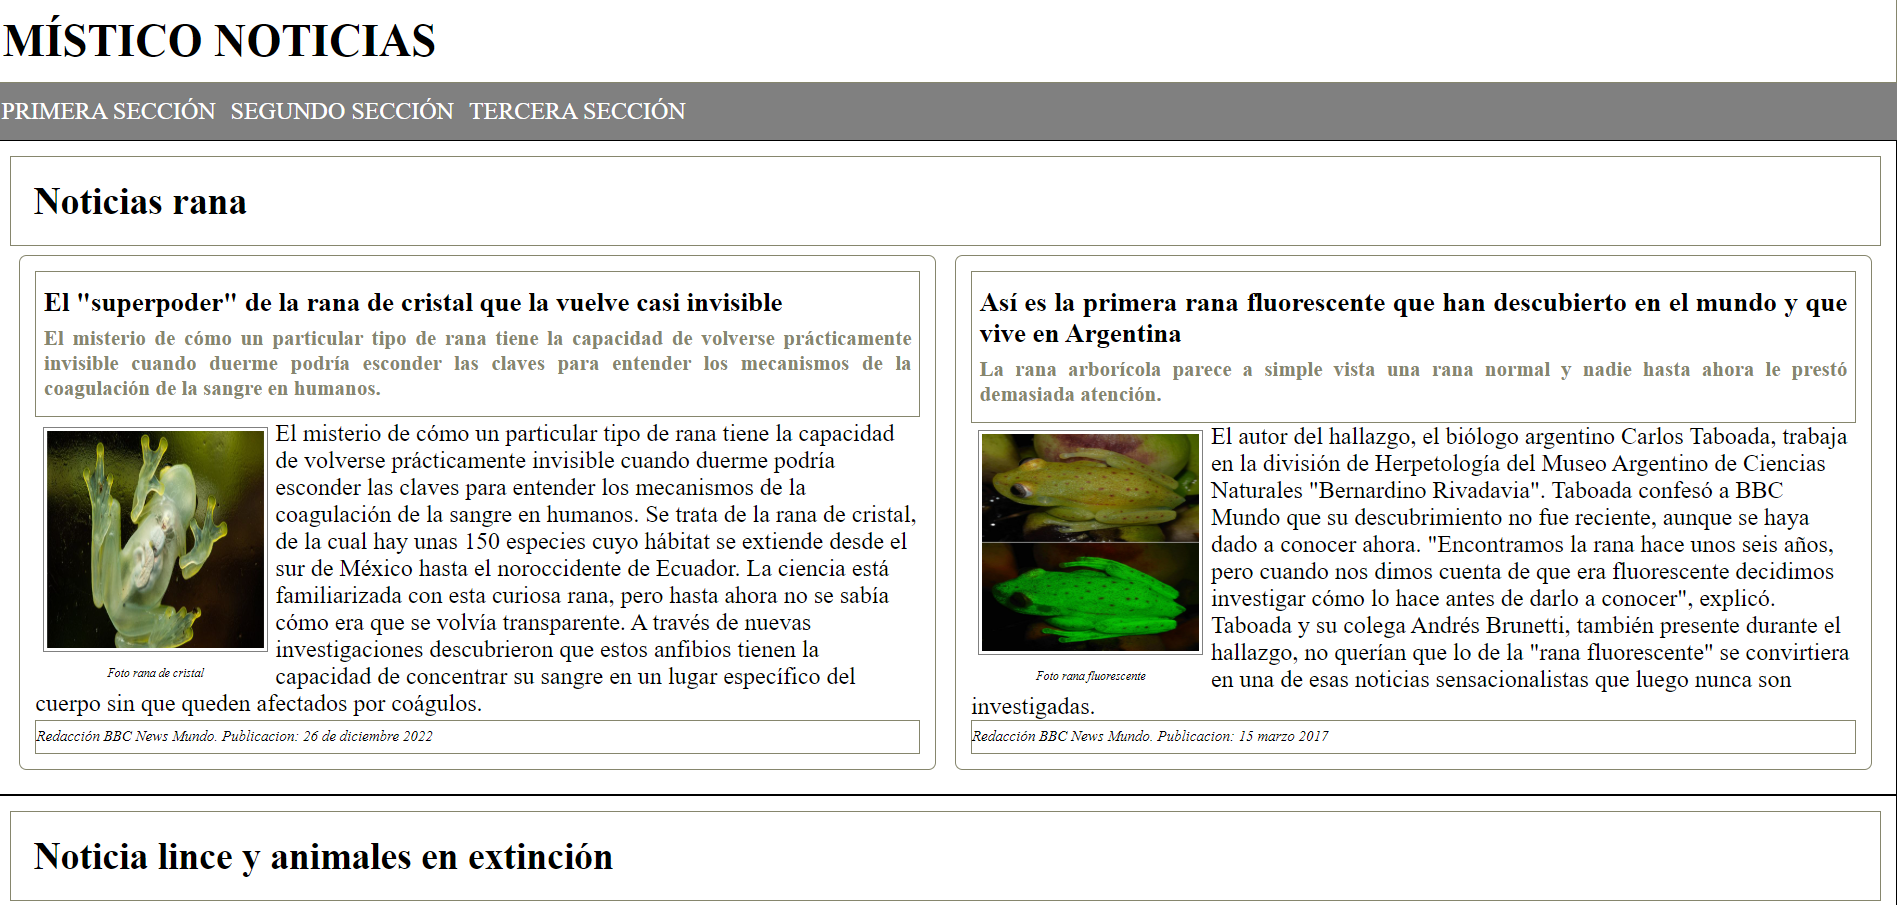 MÍSTICO NOTICIAS
PRIMERA SECCIÓN SEGUNDO SECCIÓN TERCERA SECCIÓN
Noticias rana
El "superpoder" de la rana de cristal que la vuelve casi invisible
El misterio de cómo un particular tipo de rana tiene la capacidad de volverse prácticamente
invisible cuando duerme podría esconder las claves para entender los mecanismos de la
coagulación de la sangre en humanos.
El misterio de cómo un particular tipo de rana tiene la capacidad
de volverse prácticamente invisible cuando duerme podría
esconder las claves para entender los mecanismos de la
coagulación de la sangre en humanos. Se trata de la rana de cristal,
de la cual hay unas 150 especies cuyo hábitat se extiende desde el
sur de México hasta el noroccidente de Ecuador. La ciencia está
familiarizada con esta curiosa rana, pero hasta ahora no se sabía
cómo era que se volvía transparente. A través de nuevas
investigaciones descubrieron que estos anfibios tienen la
capacidad de concentrar su sangre en un lugar específico del
cuerpo sin que queden afectados por coágulos.
Foto rana de cristal
Redacción BBC News Mundo. Publicacion: 26 de diciembre 2022
Así es la primera rana fluorescente que han descubierto en el mundo y que
vive en Argentina
La rana arborícola parece a simple vista una rana normal y nadie hasta ahora le prestó
demasiada atención.
El autor del hallazgo, el biólogo argentino Carlos Taboada, trabaja
en la división de Herpetología del Museo Argentino de Ciencias
Naturales "Bernardino Rivadavia". Taboada confesó a BBC
Mundo que su descubrimiento no fue reciente, aunque se haya
dado a conocer ahora. "Encontramos la rana hace unos seis años,
pero cuando nos dimos cuenta de que era fluorescente decidimos
investigar cómo lo hace antes de darlo a conocer", explicó.
Taboada y su colega Andrés Brunetti, también presente durante el
hallazgo, no querían que lo de la "rana fluorescente" se convirtiera
en una de esas noticias sensacionalistas que luego nunca son
investigadas.
Foto rana fluorescente
Redacción BBC News Mundo. Publicacion: 15 marzo 2017
Noticia lince y animales en extinción